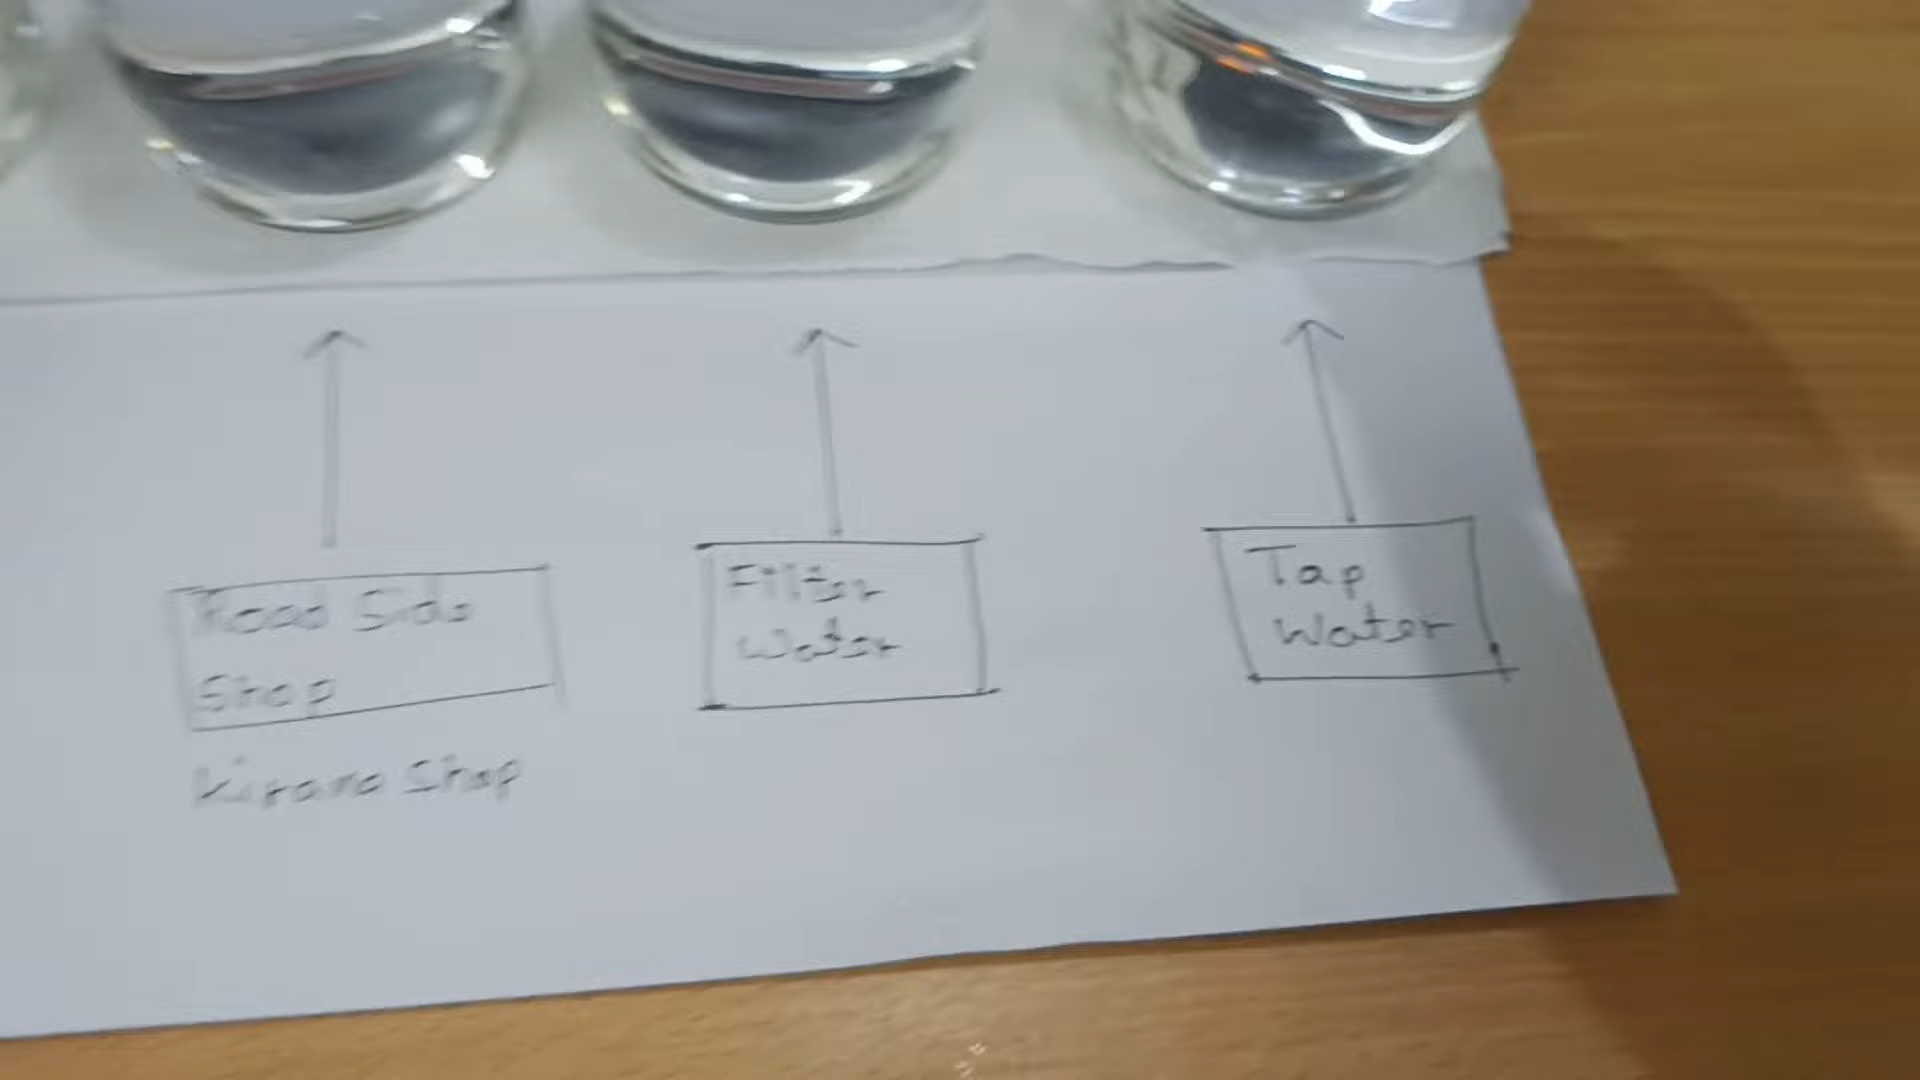 Road Side
Shop
Kirana Shop
Filter
Water
Tap
Water